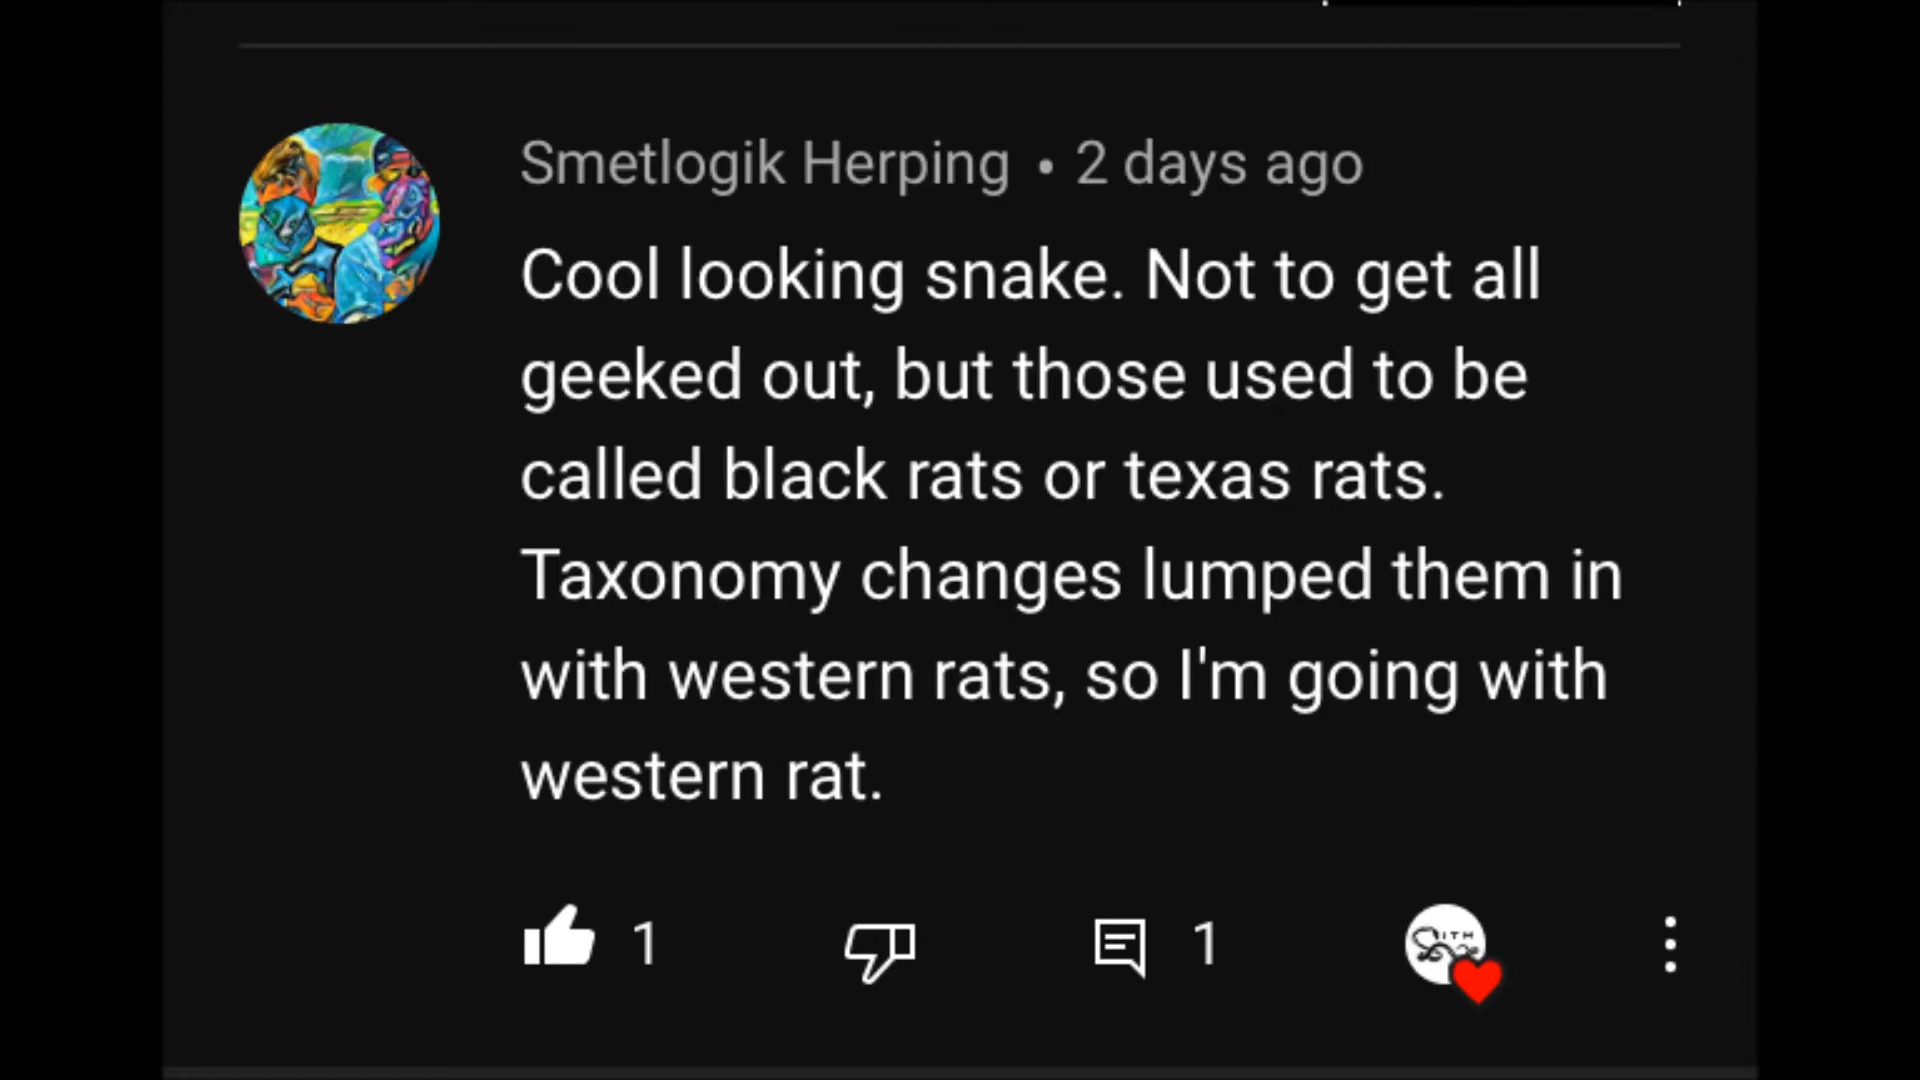 Smetlogik Herping • 2 days ago
Cool looking snake. Not to get all
geeked out, but those used to be
called black rats or texas rats.
Taxonomy changes lumped them in
with western rats, so I'm going with
western rat.
1 1